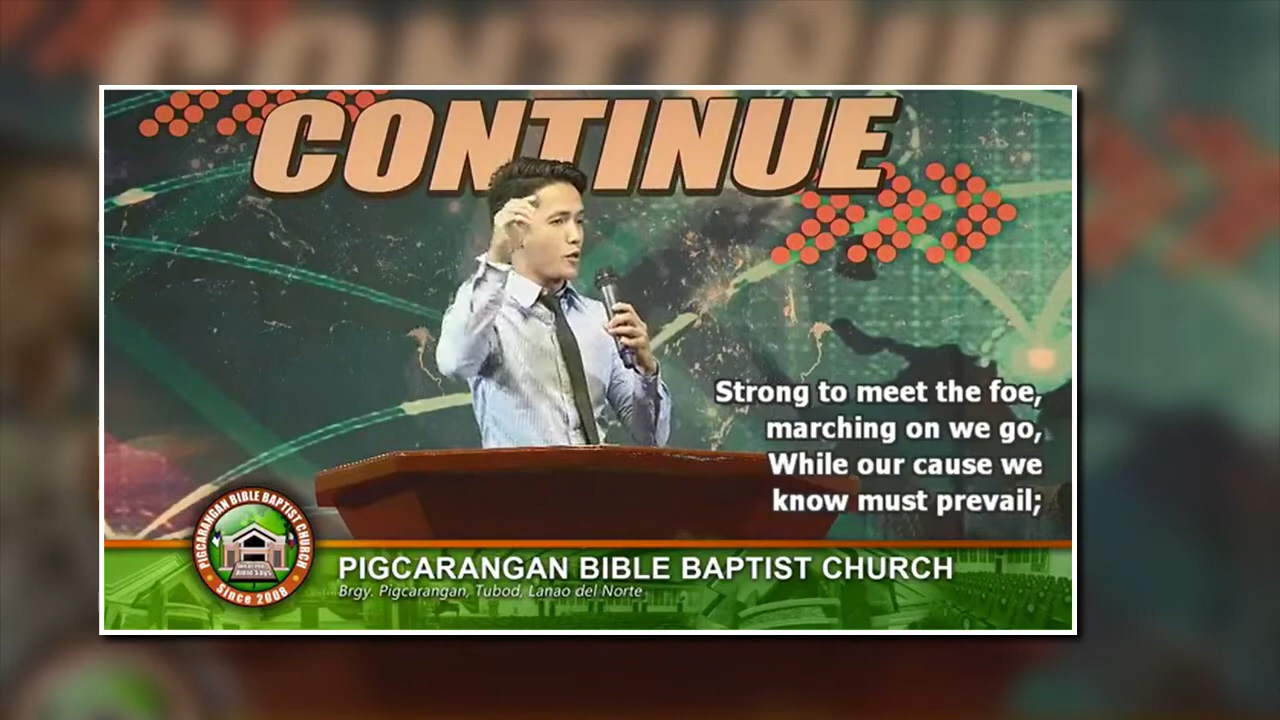 CONTINUE
Strong to meet the foe,
marching on we go,
While our cause we
know must prevail;
PIGCARANGAN BIBLE BAPTIST CHURCH
Since 2008
PIGCARANGAN BIBLE BAPTIST CHURCH
Brgy. Pigcarangan, Tubod, Lanao del Norte